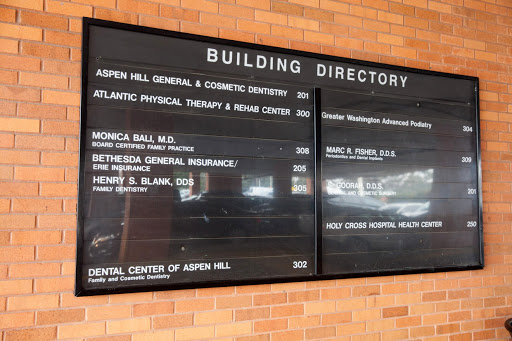 BUILDING DIRECTORY
ASPEN HILL GENERAL & COSMETIC DENTISTRY 201
ATLANTIC PHYSICAL THERAPY & REHAB CENTER 300
MONICA BALI, M.D. 308
BOARD CERTIFIED FAMILY PRACTICE
BETHESDA GENERAL INSURANCE/ 205
ERIE INSURANCE
HENRY S. BLANK, DDS 305
FAMILY DENTISTRY
DENTAL CENTER OF ASPEN HILL 302
Family and Cosmetic Dentistry
Greater Washington Advanced Podiatry 304
MARC R. FISHER, D.D.S. 309
Periodontics and Dental Implants
D.D.S. 301
AND COSMETIC SURGERY
HOLY CROSS HOSPITAL HEALTH CENTER 250